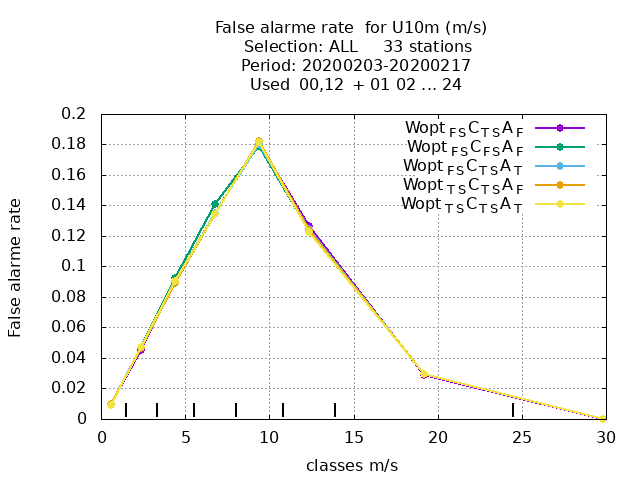 False alarme rate  for U10m (m/s)
Selection: ALL     33 stations
Period: 20200203-20200217
Used  00,12  + 01 02 ... 24
Wopt FS C TS A F
Wopt FS C FS A F
Wopt FS C TS A T
Wopt TS C TS A F
Wopt TS C TS A T
False alarme rate
0.2
0.18
0.16
0.14
0.12
0.1
0.08
0.06
0.04
0.02
0
0 5 10 15 20 25 30
classes m/s